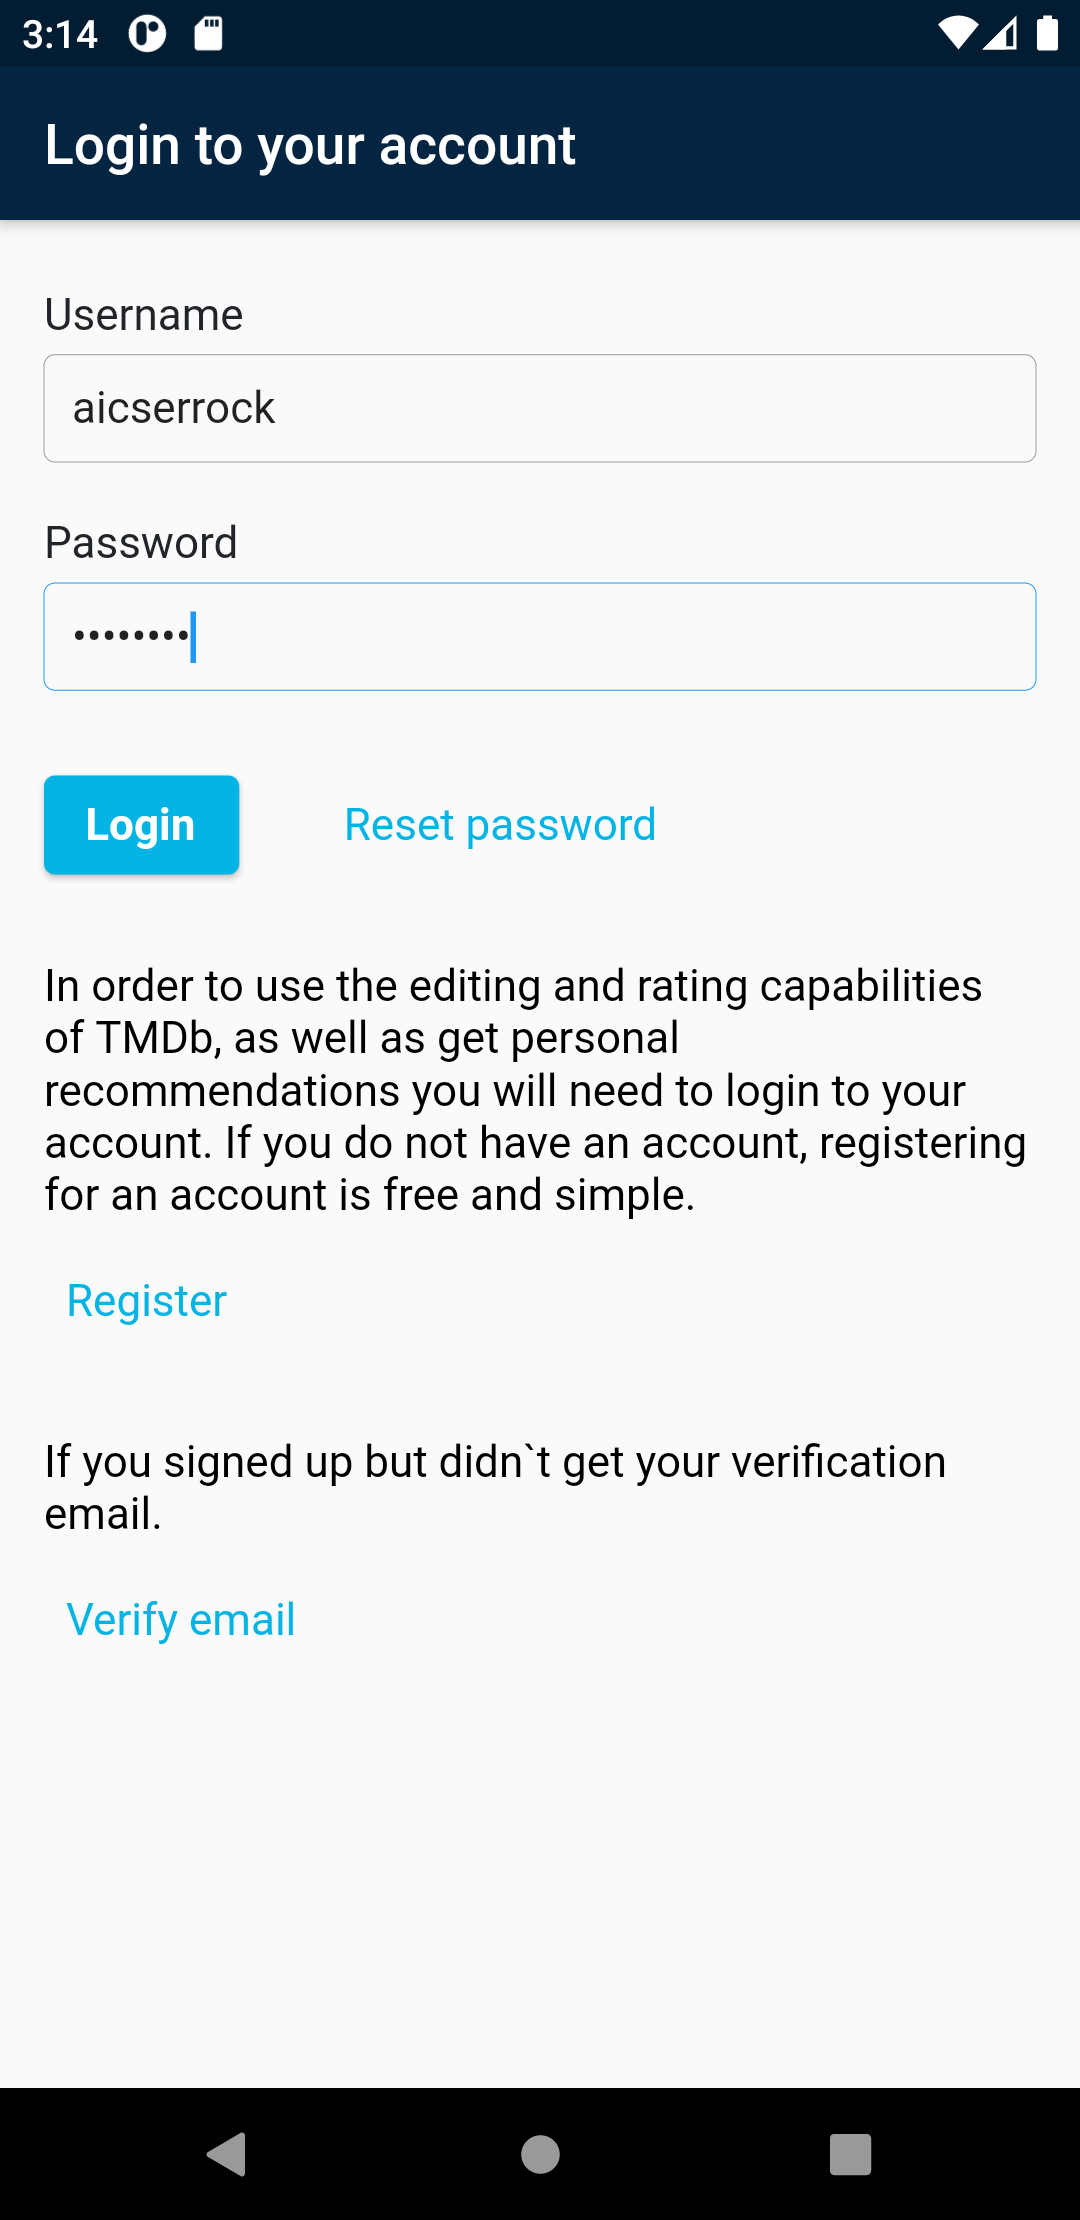 3:14
Login to your account
Username
aicserrock
Password
••••••••
Login
Reset password
In order to use the editing and rating capabilities
of TMDb, as well as get personal
recommendations you will need to login to your
account. If you do not have an account, registering
for an account is free and simple.
Register
If you signed up but didn`t get your verification
email.
Verify email